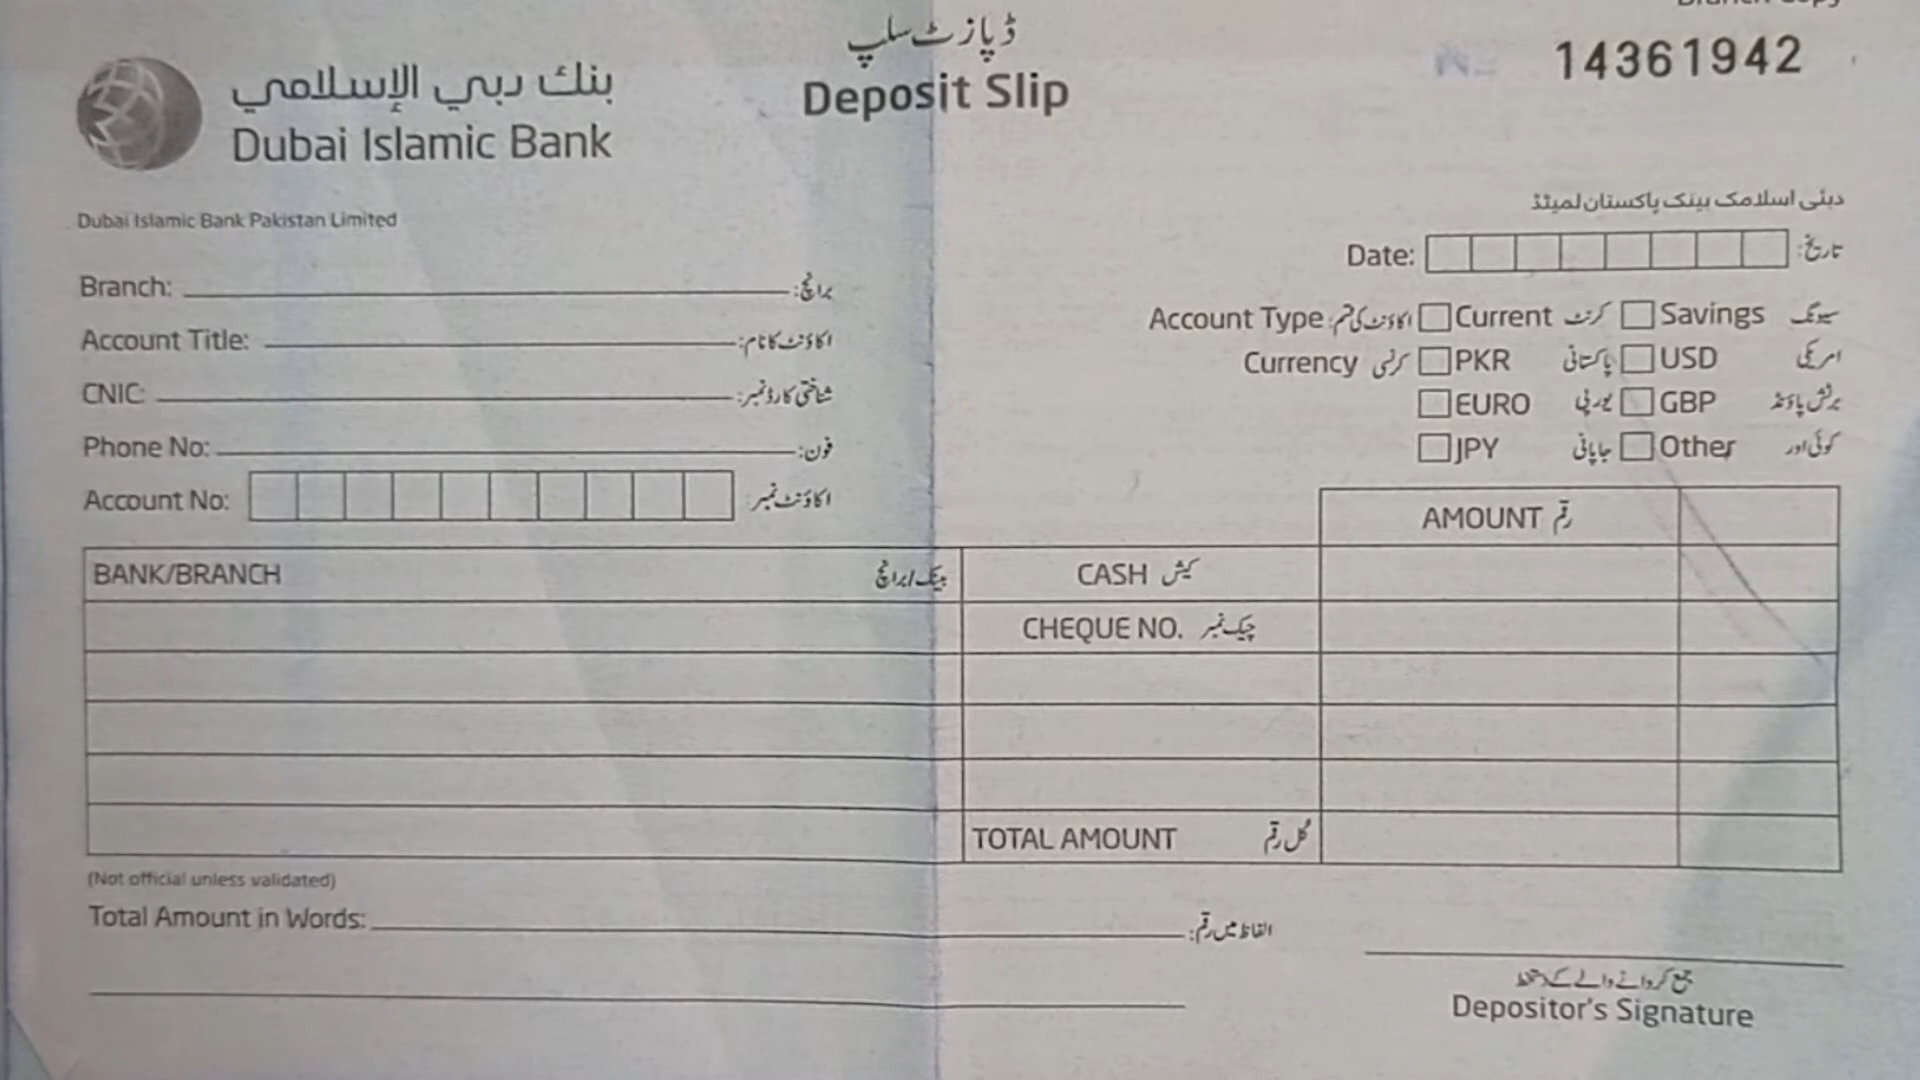 Branch Copy
ڈپازٹ سلپ
14361942
بنك دبي الإسلامي
Deposit Slip
Dubai Islamic Bank
دبئی اسلامک بینک پاکستان لمیٹڈ
Dubai Islamic Bank Pakistan Limited
Date: تاریخ:
Branch: برانچ:
Account Type اکاؤنٹ کی قسم: Current کرنٹ Savings سیونگ
Account Title: اکاؤنٹ کا نام:
Currency کرنسی PKR پاکستانی USD امریکی
CNIC: شناختی کارڈ نمبر:
EURO یورپی GBP برٹش پاؤنڈ
Phone No: فون:
JPY جاپانی Other کوئی اور
Account No: اکاؤنٹ نمبر:
AMOUNT رقم
BANK/BRANCH بینک/برانچ CASH کیش
CHEQUE NO. چیک نمبر
TOTAL AMOUNT کُل رقم
(Not official unless validated)
Total Amount in Words: الفاظ میں رقم:
جمع کروانے والے کے دستخط
Depositor's Signature